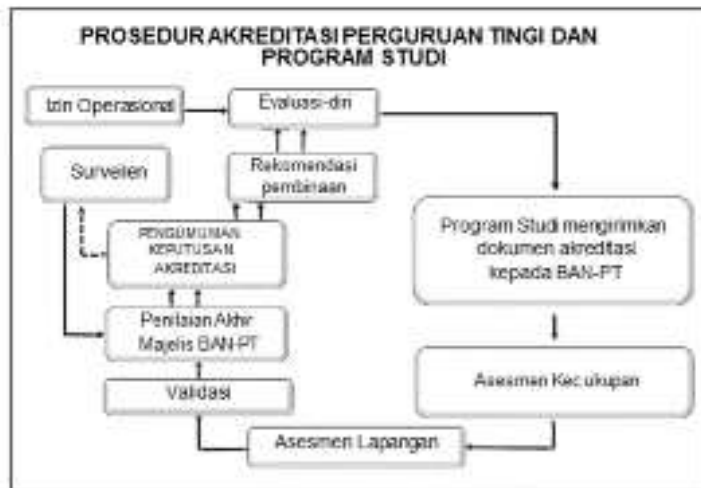 PROSEDUR AKREDITASI PERGURUAN TINGI DAN
PROGRAM STUDI
Izin Operasional
Evaluasi-diri
Surveilen
Rekomendasi
pembinaan
PENGUMUMAN
KEPUTUSAN
AKREDITASI
Program Studi mengirimkan
dokumen akreditasi
kepada BAN-PT
Penilaian Akhir
Majelis BAN-PT
Asesmen Kecukupan
Validasi
Asesmen Lapangan